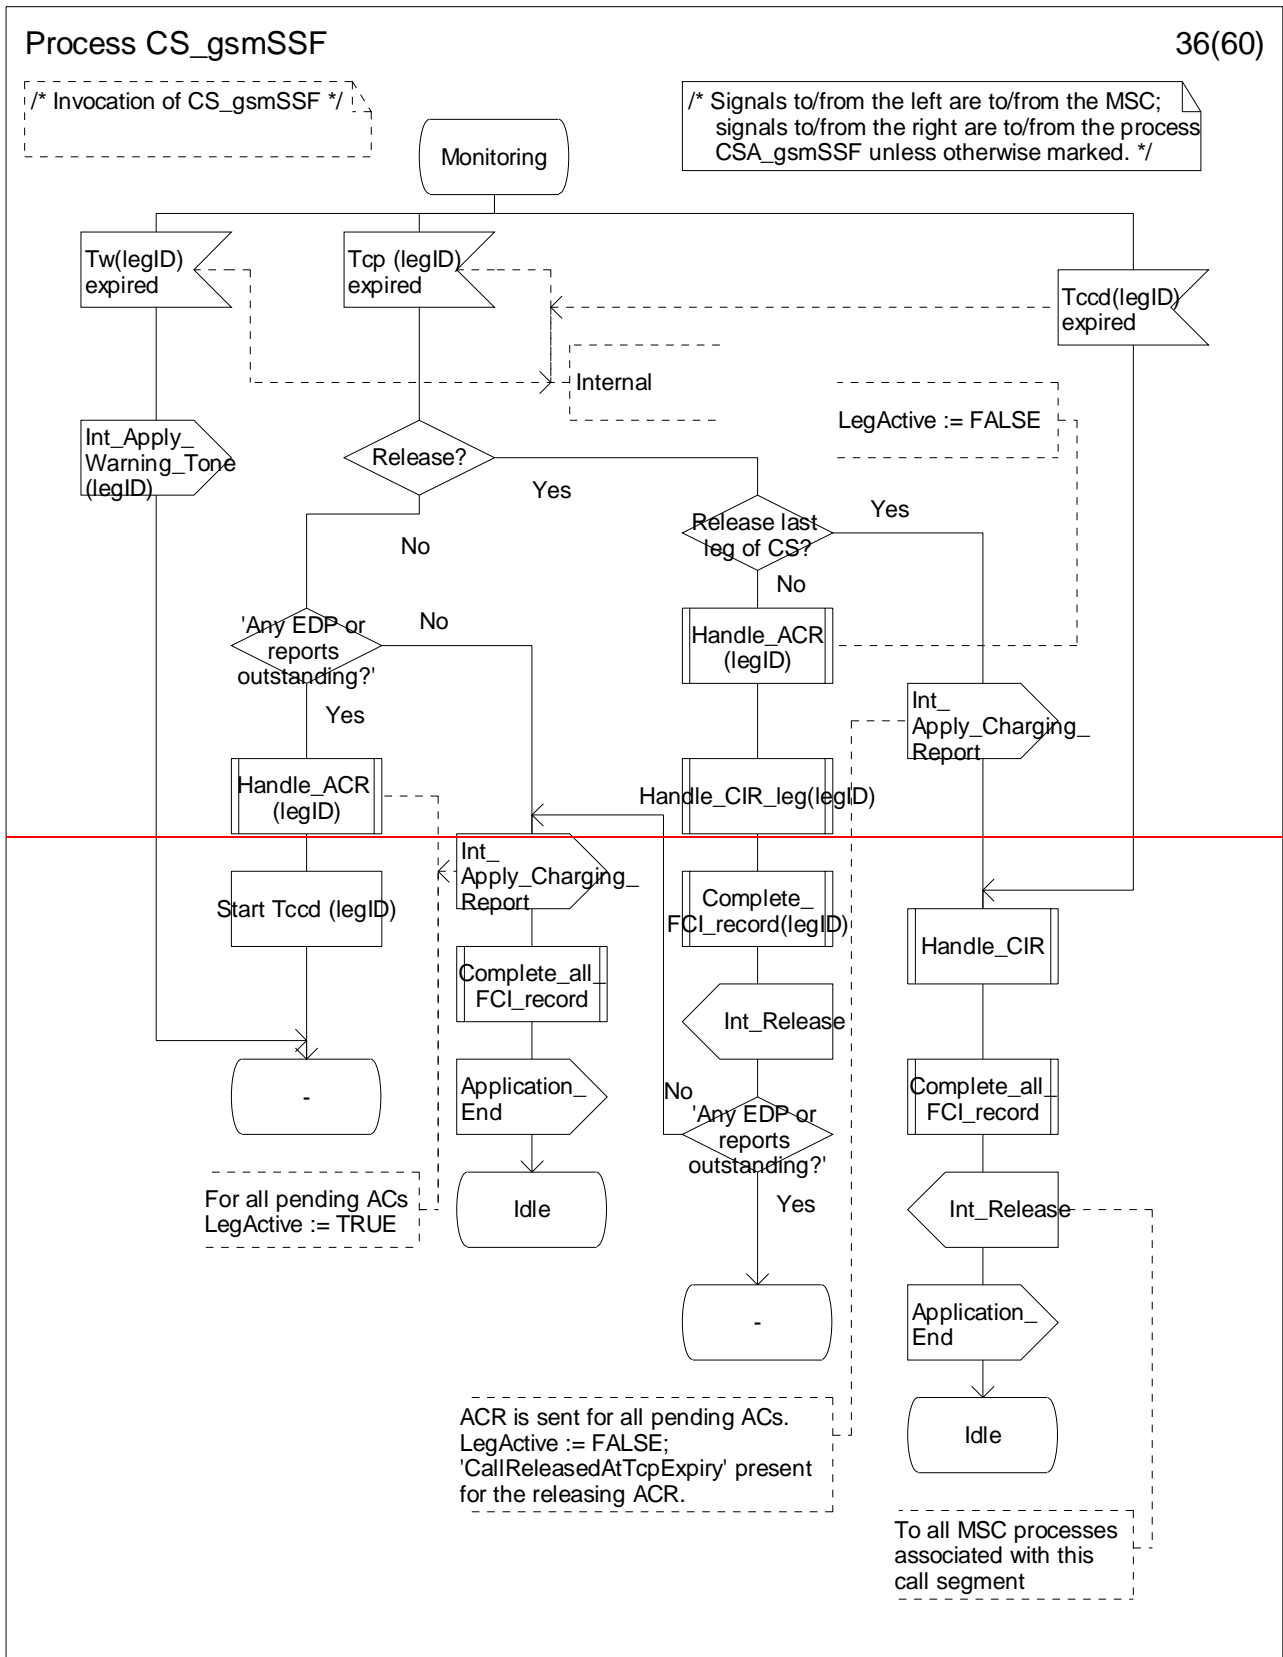 Process CS_gsmSSF
36(60)
/* Invocation of CS_gsmSSF */
/* Signals to/from the left are to/from the MSC;
signals to/from the right are to/from the process
CSA_gsmSSF unless otherwise marked. */
Monitoring
Tw(legID)
expired
Tcp (legID)
expired
Tccd(legID)
expired
Internal
LegActive := FALSE
Int_Apply_
Warning_Tone
(legID)
Release?
Yes
No
Release last
leg of CS?
Yes
No
'Any EDP or
reports
outstanding?'
No
Yes
Handle_ACR
(legID)
Int_
Apply_Charging_
Report
Handle_ACR
(legID)
Handle_CIR_leg(legID)
Int_
Apply_Charging_
Report
Start Tccd (legID)
Complete_
FCI_record(legID)
Handle_CIR
Complete_all_
FCI_record
Int_Release
-
Application_
End
No
'Any EDP or
reports
outstanding?'
Yes
Complete_all_
FCI_record
For all pending ACs
LegActive := TRUE
Idle
Int_Release
-
Application_
End
ACR is sent for all pending ACs.
LegActive := FALSE;
'CallReleasedAtTcpExpiry' present
for the releasing ACR.
Idle
To all MSC processes
associated with this
call segment